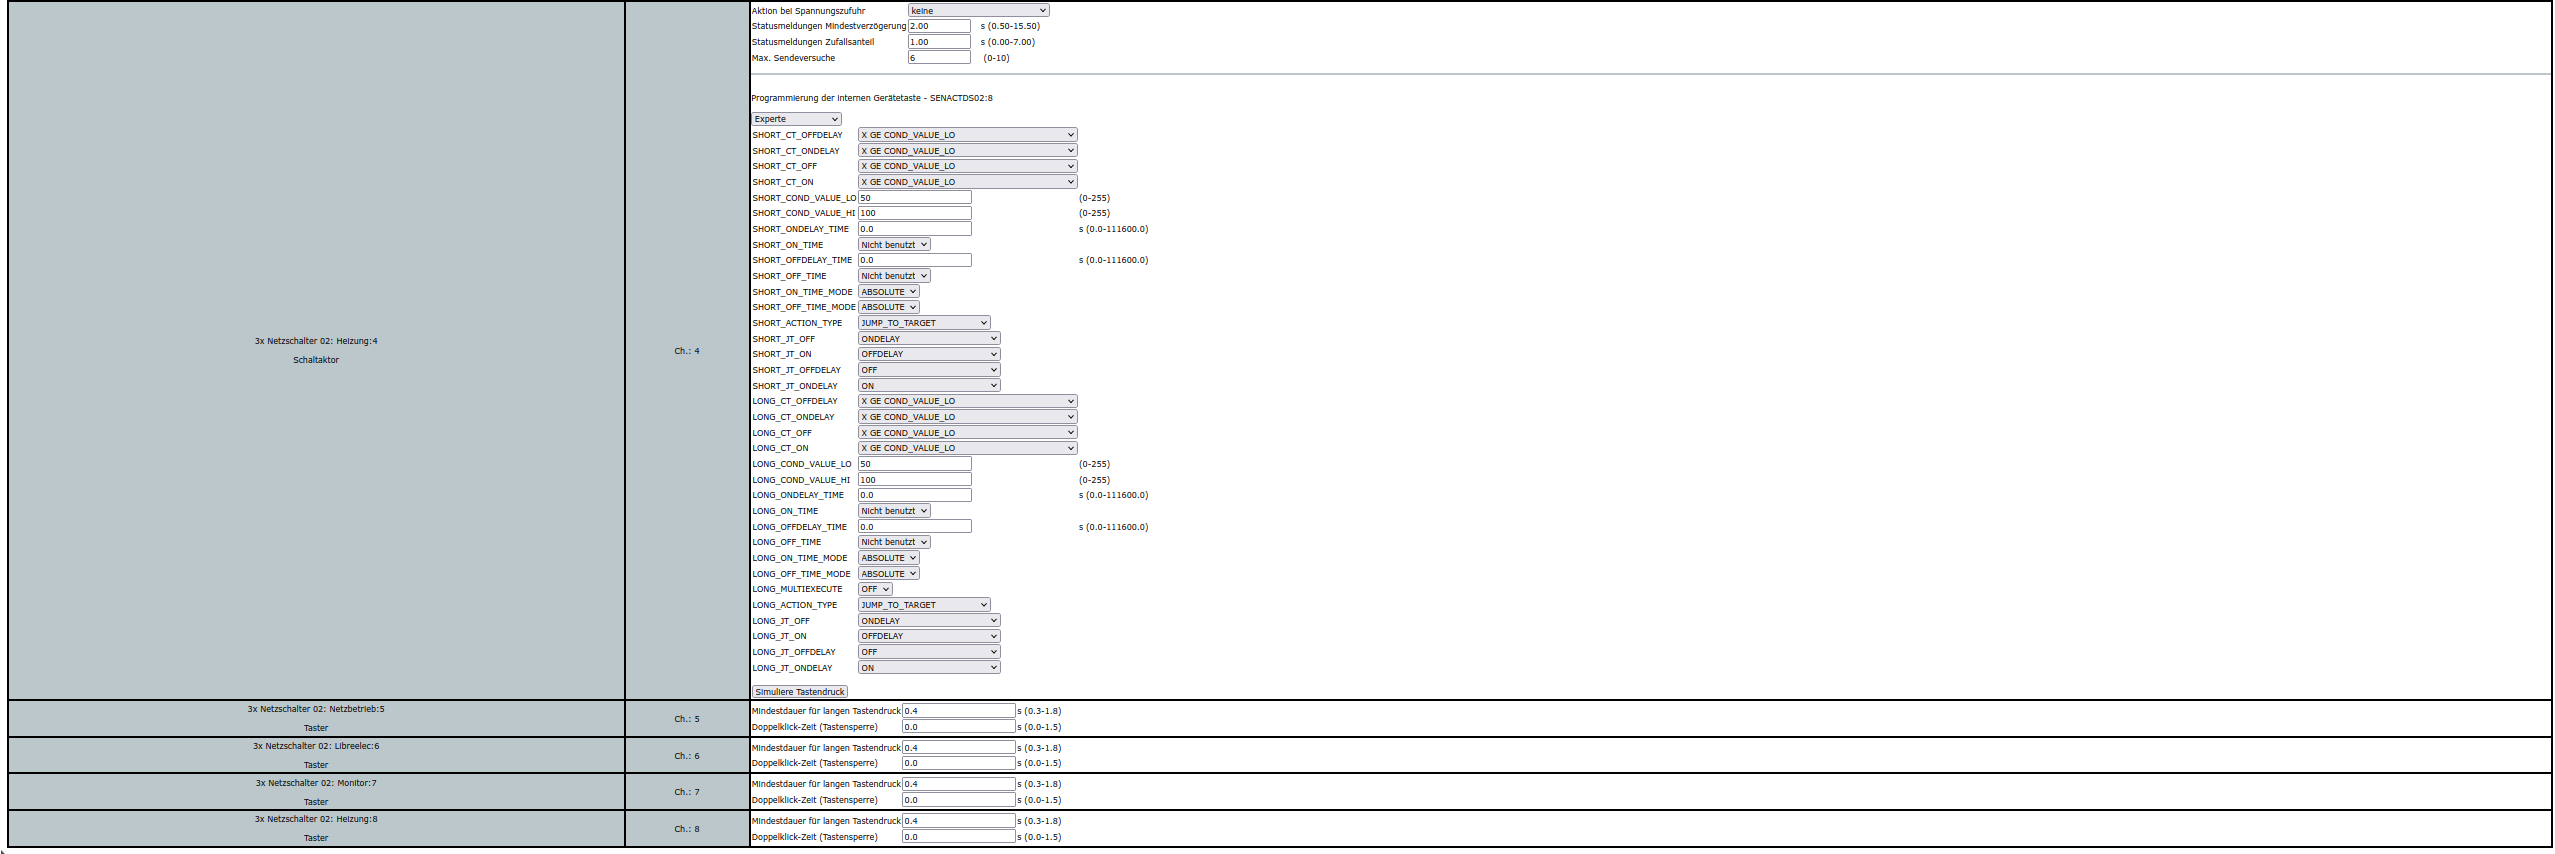 Aktion bei Spannungszufuhr keine
Statusmeldungen Mindestverzögerung 2.00 s (0.50-15.50)
Statusmeldungen Zufallsanteil 1.00 s (0.00-7.00)
Max. Sendeversuche 6 (0-10)
Programmierung der internen Gerätetaste - SENACTDS02:8
Experte
SHORT_CT_OFFDELAY X GE COND_VALUE_LO
SHORT_CT_ONDELAY X GE COND_VALUE_LO
SHORT_CT_OFF X GE COND_VALUE_LO
SHORT_CT_ON X GE COND_VALUE_LO
SHORT_COND_VALUE_LO 50 (0-255)
SHORT_COND_VALUE_HI 100 (0-255)
SHORT_ONDELAY_TIME 0.0 s (0.0-111600.0)
SHORT_ON_TIME Nicht benutzt
SHORT_OFFDELAY_TIME 0.0 s (0.0-111600.0)
SHORT_OFF_TIME Nicht benutzt
SHORT_ON_TIME_MODE ABSOLUTE
SHORT_OFF_TIME_MODE ABSOLUTE
SHORT_ACTION_TYPE JUMP_TO_TARGET
SHORT_JT_OFF ONDELAY
SHORT_JT_ON OFFDELAY
SHORT_JT_OFFDELAY OFF
SHORT_JT_ONDELAY ON
LONG_CT_OFFDELAY X GE COND_VALUE_LO
LONG_CT_ONDELAY X GE COND_VALUE_LO
LONG_CT_OFF X GE COND_VALUE_LO
LONG_CT_ON X GE COND_VALUE_LO
LONG_COND_VALUE_LO 50 (0-255)
LONG_COND_VALUE_HI 100 (0-255)
LONG_ONDELAY_TIME 0.0 s (0.0-111600.0)
LONG_ON_TIME Nicht benutzt
LONG_OFFDELAY_TIME 0.0 s (0.0-111600.0)
LONG_OFF_TIME Nicht benutzt
LONG_ON_TIME_MODE ABSOLUTE
LONG_OFF_TIME_MODE ABSOLUTE
LONG_MULTIEXECUTE OFF
LONG_ACTION_TYPE JUMP_TO_TARGET
LONG_JT_OFF ONDELAY
LONG_JT_ON OFFDELAY
LONG_JT_OFFDELAY OFF
LONG_JT_ONDELAY ON
Simuliere Tastendruck
3x Netzschalter 02: Heizung:4
Schaltaktor
Ch.: 4
3x Netzschalter 02: Netzbetrieb:5
Taster
Ch.: 5
Mindestdauer für langen Tastendruck 0.4 s (0.3-1.8)
Doppelklick-Zeit (Tastensperre) 0.0 s (0.0-1.5)
3x Netzschalter 02: Libreelec:6
Taster
Ch.: 6
Mindestdauer für langen Tastendruck 0.4 s (0.3-1.8)
Doppelklick-Zeit (Tastensperre) 0.0 s (0.0-1.5)
3x Netzschalter 02: Monitor:7
Taster
Ch.: 7
Mindestdauer für langen Tastendruck 0.4 s (0.3-1.8)
Doppelklick-Zeit (Tastensperre) 0.0 s (0.0-1.5)
3x Netzschalter 02: Heizung:8
Taster
Ch.: 8
Mindestdauer für langen Tastendruck 0.4 s (0.3-1.8)
Doppelklick-Zeit (Tastensperre) 0.0 s (0.0-1.5)